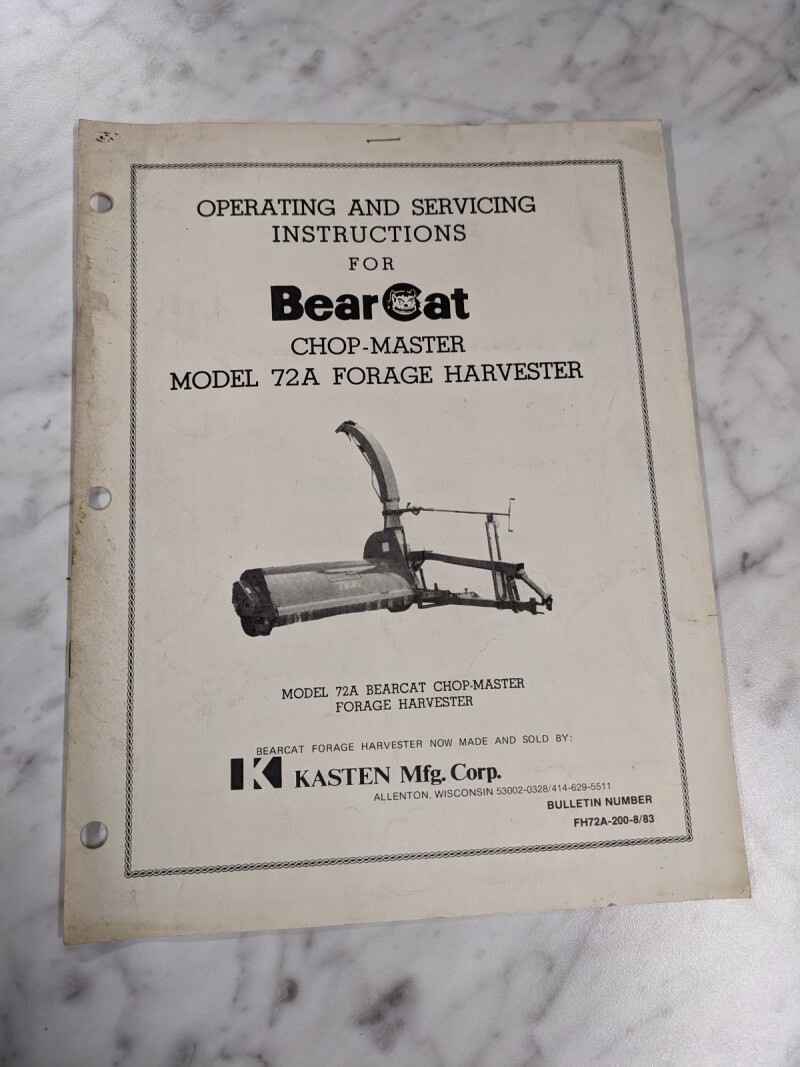 OPERATING AND SERVICING
INSTRUCTIONS
FOR
BearCat
CHOP-MASTER
MODEL 72A FORAGE HARVESTER
MODEL 72A BEARCAT CHOP-MASTER
FORAGE HARVESTER
BEARCAT FORAGE HARVESTER NOW MADE AND SOLD BY:
K KASTEN Mfg. Corp.
ALLENTON, WISCONSIN 53002-0328/414-629-5511
BULLETIN NUMBER
FH72A-200-8/83